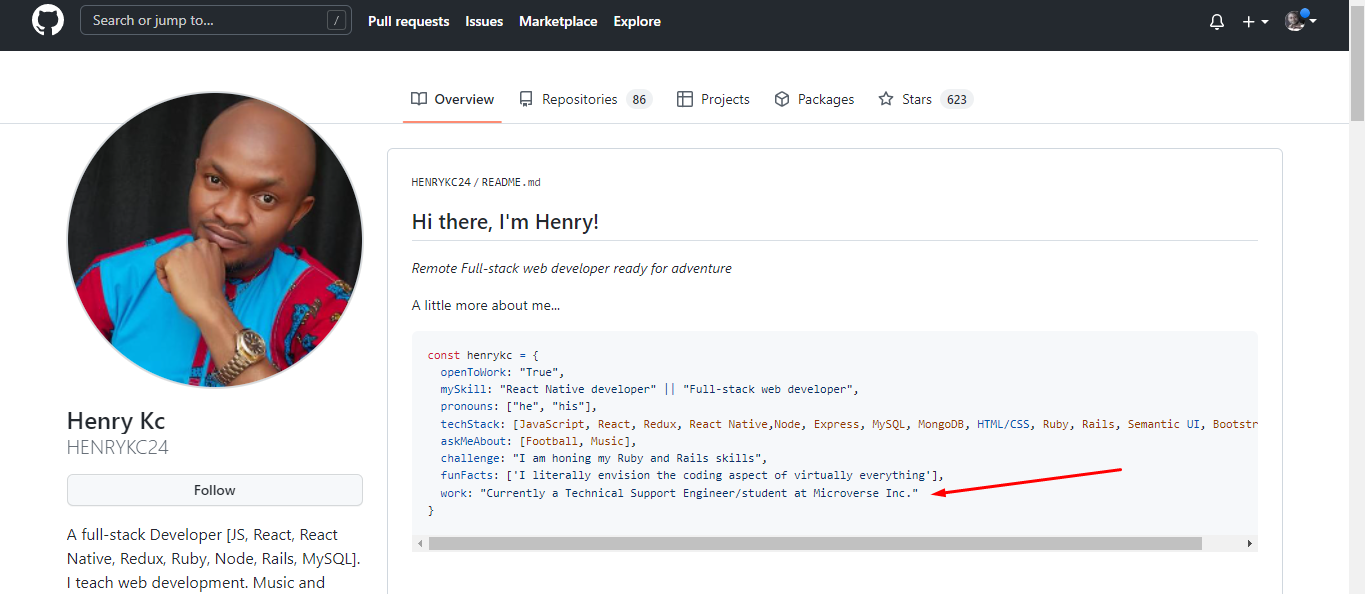 Search or jump to... /
Pull requests Issues Marketplace Explore
Overview Repositories 86 Projects Packages Stars 623
HENRYKC24 / README.md
Hi there, I'm Henry!
Remote Full-stack web developer ready for adventure
A little more about me...
const henrykc = {
openToWork: "True",
mySkill: "React Native developer" || "Full-stack web developer",
pronouns: ["he", "his"],
techStack: [JavaScript, React, Redux, React Native,Node, Express, MySQL, MongoDB, HTML/CSS, Ruby, Rails, Semantic UI, Bootstr
askMeAbout: [Football, Music],
challenge: "I am honing my Ruby and Rails skills",
funFacts: ['I literally envision the coding aspect of virtually everything'],
work: "Currently a Technical Support Engineer/student at Microverse Inc."
}
Henry Kc
HENRYKC24
Follow
A full-stack Developer [JS, React, React
Native, Redux, Ruby, Node, Rails, MySQL].
I teach web development. Music and